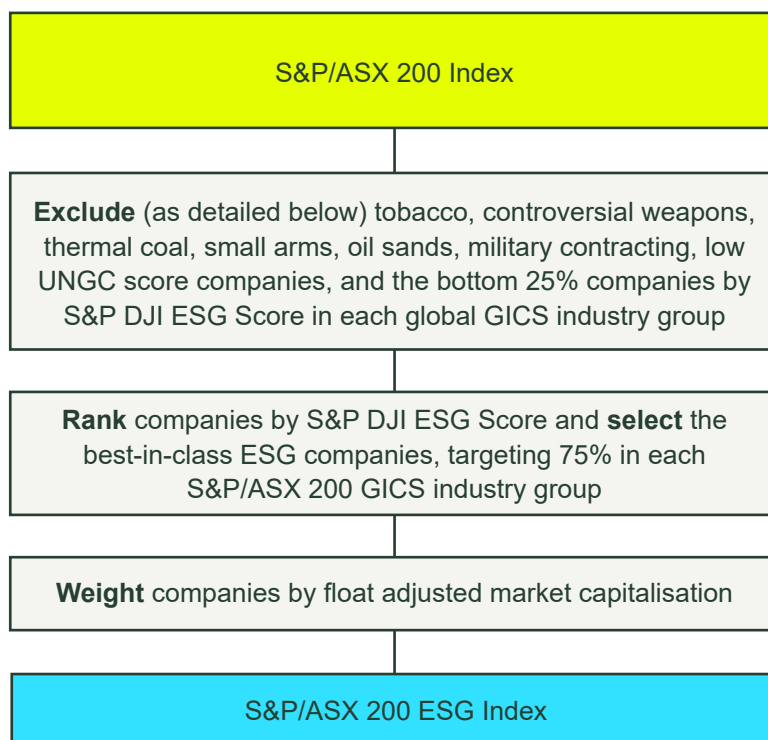 S&P/ASX 200 Index
Exclude (as detailed below) tobacco, controversial weapons,
thermal coal, small arms, oil sands, military contracting, low
UNGC score companies, and the bottom 25% companies by
S&P DJI ESG Score in each global GICS industry group
Rank companies by S&P DJI ESG Score and select the
best-in-class ESG companies, targeting 75% in each
S&P/ASX 200 GICS industry group
Weight companies by float adjusted market capitalisation
S&P/ASX 200 ESG Index